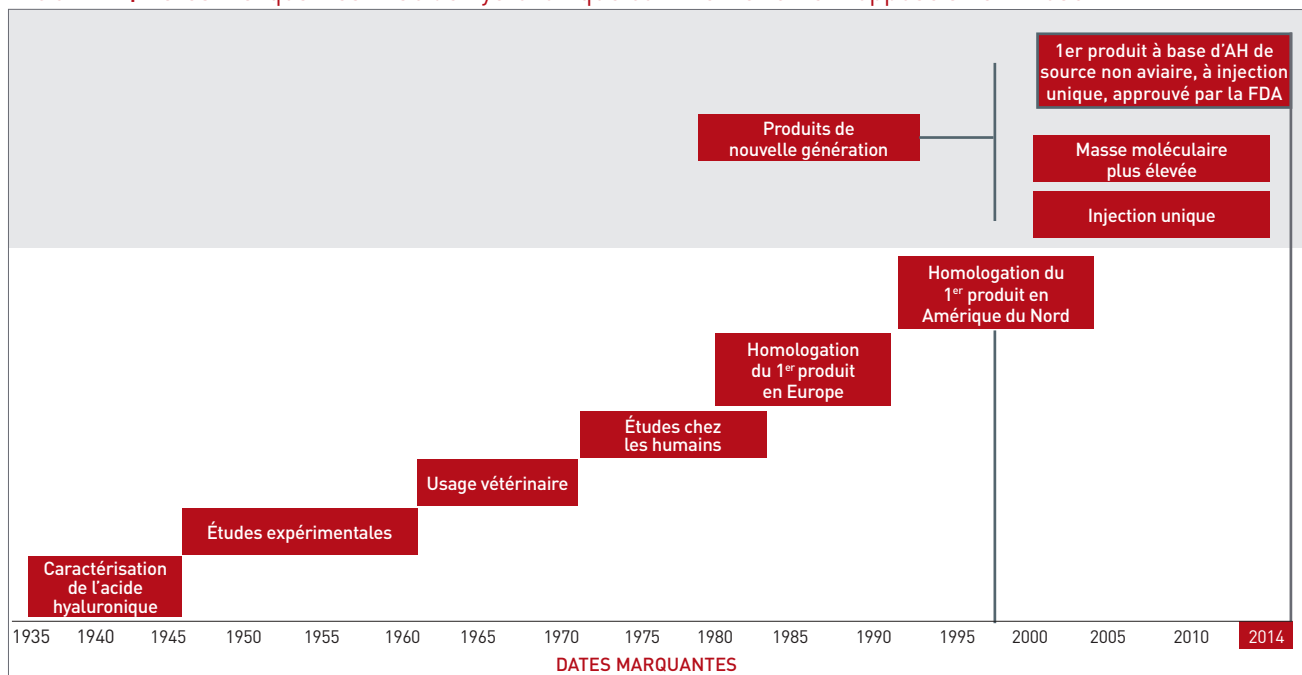 1er produit à base d'AH de
source non aviaire, à injection
unique, approuvé par la FDA
Produits de
nouvelle génération
Masse moléculaire
plus élevée
Injection unique
Homologation du
1er produit en
Amérique du Nord
Homologation
du 1er produit
en Europe
Études chez
les humains
Usage vétérinaire
Études expérimentales
Caractérisation
de l'acide
hyaluronique
1935 1940 1945 1950 1955 1960 1965 1970 1975 1980 1985 1990 1995 2000 2005 2010 2014
DATES MARQUANTES